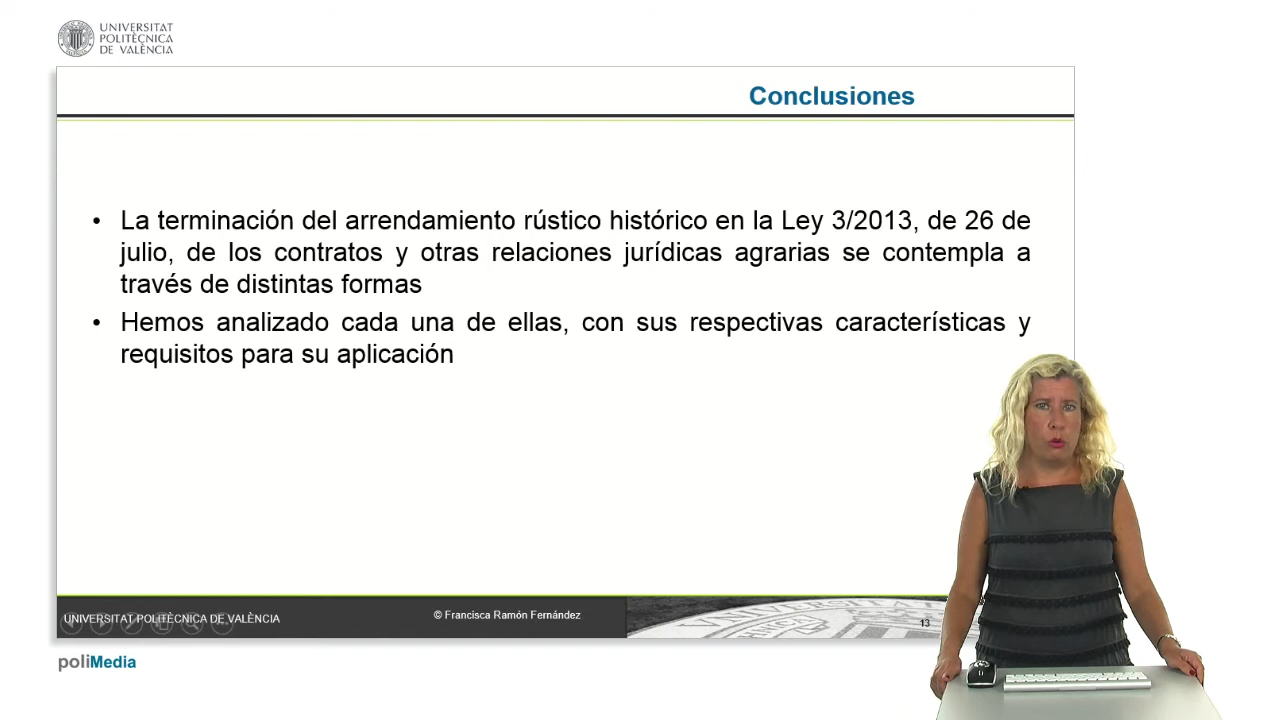 UNIVERSITAT
POLITÈCNICA
DE VALÈNCIA
Conclusiones
• La terminación del arrendamiento rústico histórico en la Ley 3/2013, de 26 de
julio, de los contratos y otras relaciones jurídicas agrarias se contempla a
través de distintas formas
• Hemos analizado cada una de ellas, con sus respectivas características y
requisitos para su aplicación
UNIVERSITAT POLITÈCNICA DE VALÈNCIA
© Francisca Ramón Fernández
13
poliMedia